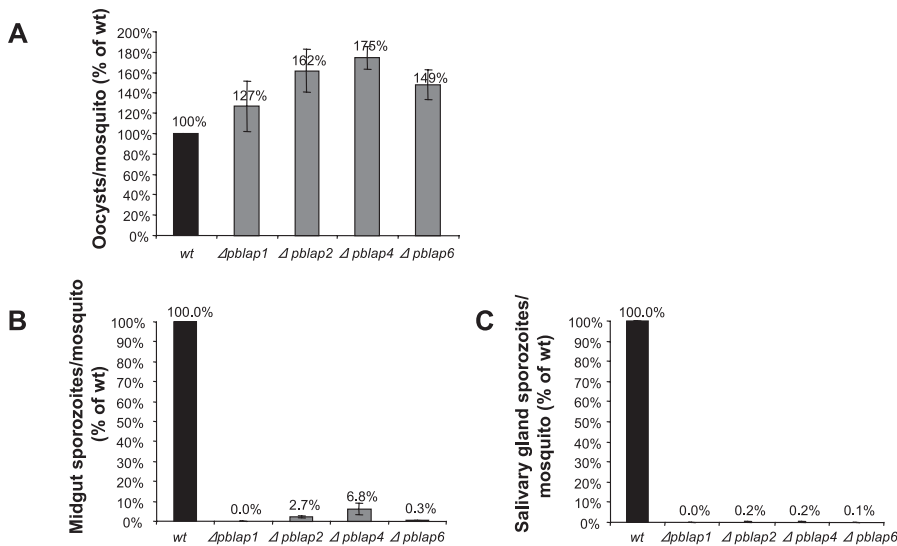 A
Oocysts/mosquito (% of wt)
200%
180%
160%
140%
120%
100%
80%
60%
40%
20%
0%
100%
127%
162%
175%
149%
wt
Δpblap1
Δ pblap2
Δ pblap4
Δ pblap6
B
Midgut sporozoites/mosquito
(% of wt)
100%
90%
80%
70%
60%
50%
40%
30%
20%
10%
0%
100.0%
0.0%
2.7%
6.8%
0.3%
wt
Δpblap1
Δ pblap2
Δ pblap4
Δ pblap6
C
Salivary gland sporozoites/
mosquito (% of wt)
100%
90%
80%
70%
60%
50%
40%
30%
20%
10%
0%
100.0%
0.0%
0.2%
0.2%
0.1%
wt
Δpblap1
Δ pblap2
Δ pblap4
Δ pblap6